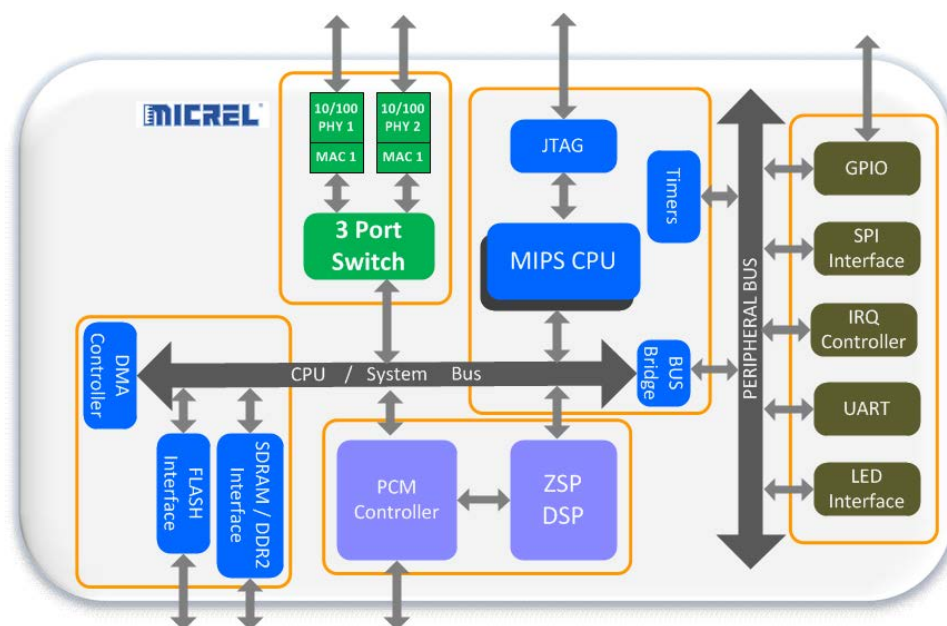 MICREL
10/100
PHY 1
MAC 1
10/100
PHY 2
MAC 1
3 Port
Switch
JTAG
Timers
MIPS CPU
BUS
Bridge
PERIPHERAL BUS
GPIO
SPI
Interface
IRQ
Controller
UART
LED
Interface
DMA
Controller
CPU / System Bus
FLASH
Interface
SDRAM / DDR2
Interface
PCM
Controller
ZSP
DSP